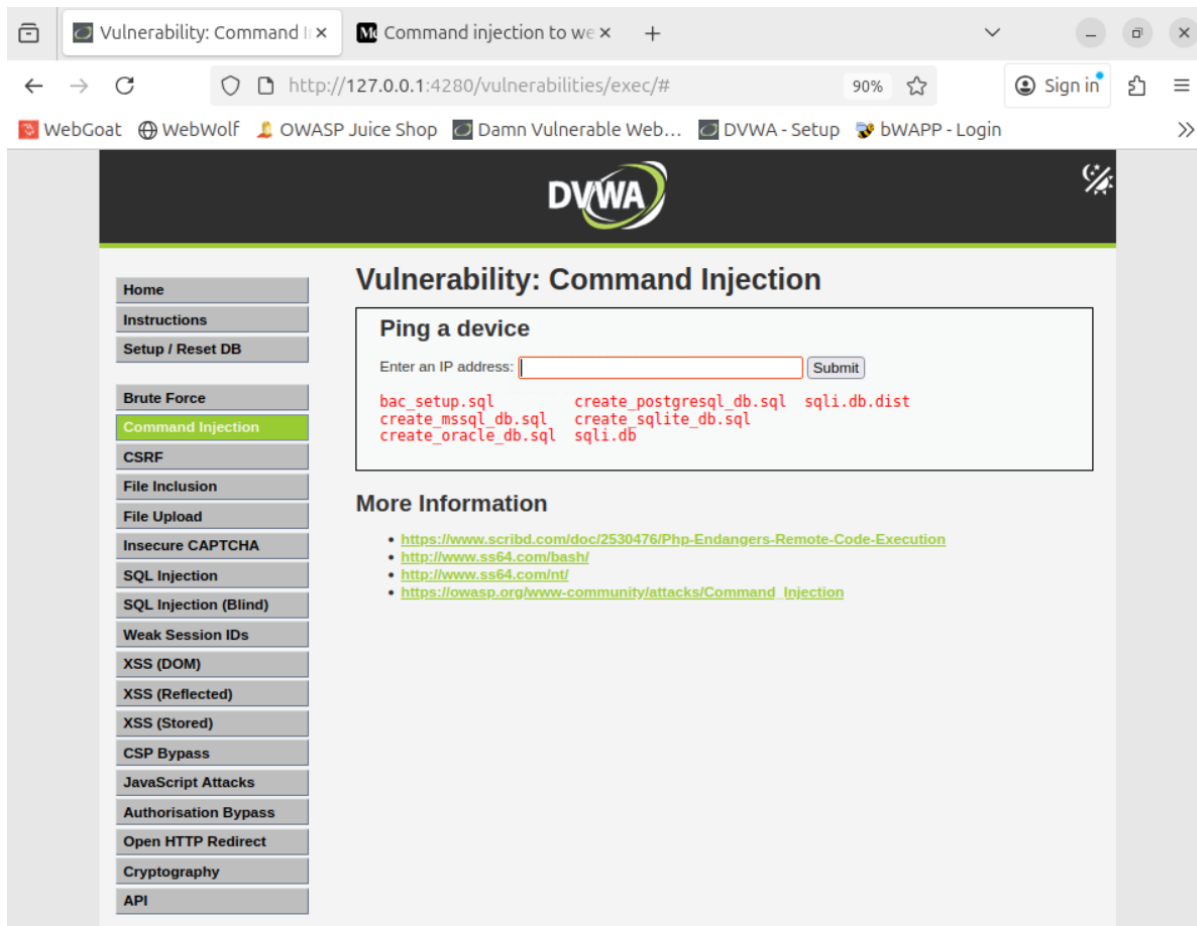 Vulnerability: Command I
Command injection to we
http://127.0.0.1:4280/vulnerabilities/exec/#
90%
Sign in
WebGoat
WebWolf
OWASP Juice Shop
Damn Vulnerable Web...
DVWA - Setup
bWAPP - Login
DVWA
Home
Instructions
Setup / Reset DB
Brute Force
Command Injection
CSRF
File Inclusion
File Upload
Insecure CAPTCHA
SQL Injection
SQL Injection (Blind)
Weak Session IDs
XSS (DOM)
XSS (Reflected)
XSS (Stored)
CSP Bypass
JavaScript Attacks
Authorisation Bypass
Open HTTP Redirect
Cryptography
API
Vulnerability: Command Injection
Ping a device
Enter an IP address:
Submit
bac_setup.sql create_postgresql_db.sql sqli.db.dist
create_mssql_db.sql create_sqlite_db.sql
create_oracle_db.sql sqli.db
More Information
https://www.scribd.com/doc/2530476/Php-Endangers-Remote-Code-Execution
http://www.ss64.com/bash/
http://www.ss64.com/nt/
https://owasp.org/www-community/attacks/Command_Injection